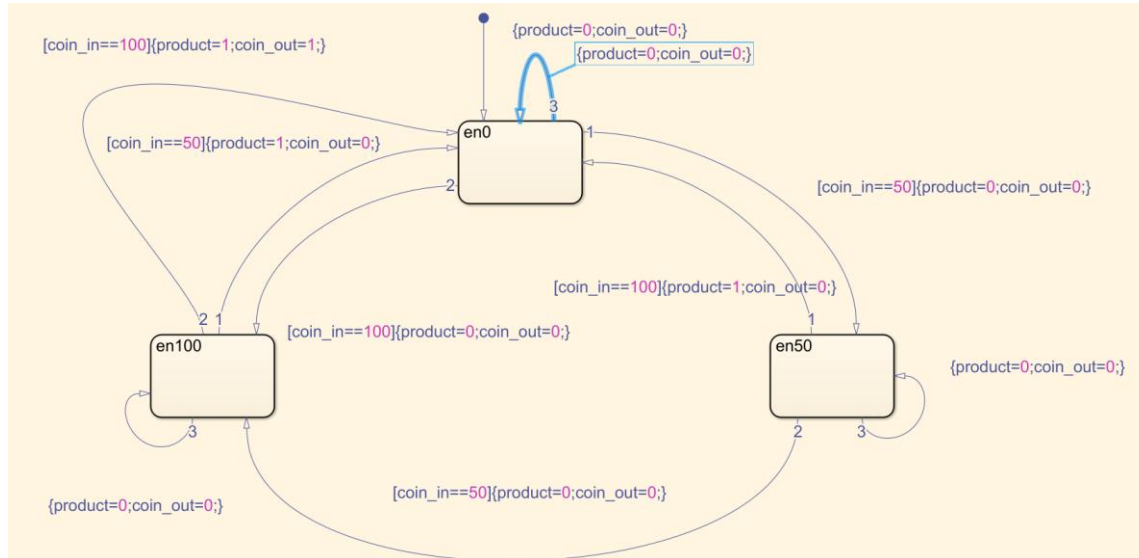 {product=0;coin_out=0;}
[coin_in==100]{product=1;coin_out=1;}
{product=0;coin_out=0;}
3
en0
1
[coin_in==50]{product=1;coin_out=0;}
2
[coin_in==50]{product=0;coin_out=0;}
[coin_in==100]{product=1;coin_out=0;}
2 1
1
[coin_in==100]{product=0;coin_out=0;}
en100
en50
{product=0;coin_out=0;}
3
2
3
[coin_in==50]{product=0;coin_out=0;}
{product=0;coin_out=0;}